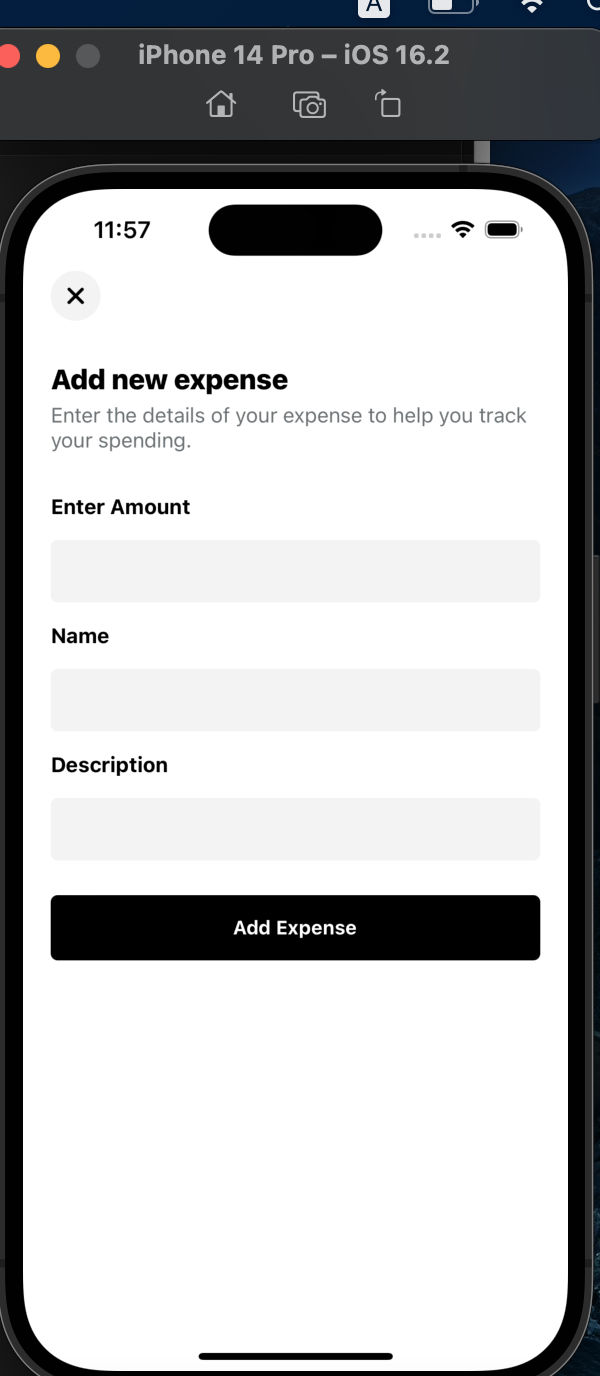 A
iPhone 14 Pro – iOS 16.2
11:57
Add new expense
Enter the details of your expense to help you track
your spending.
Enter Amount
Name
Description
Add Expense